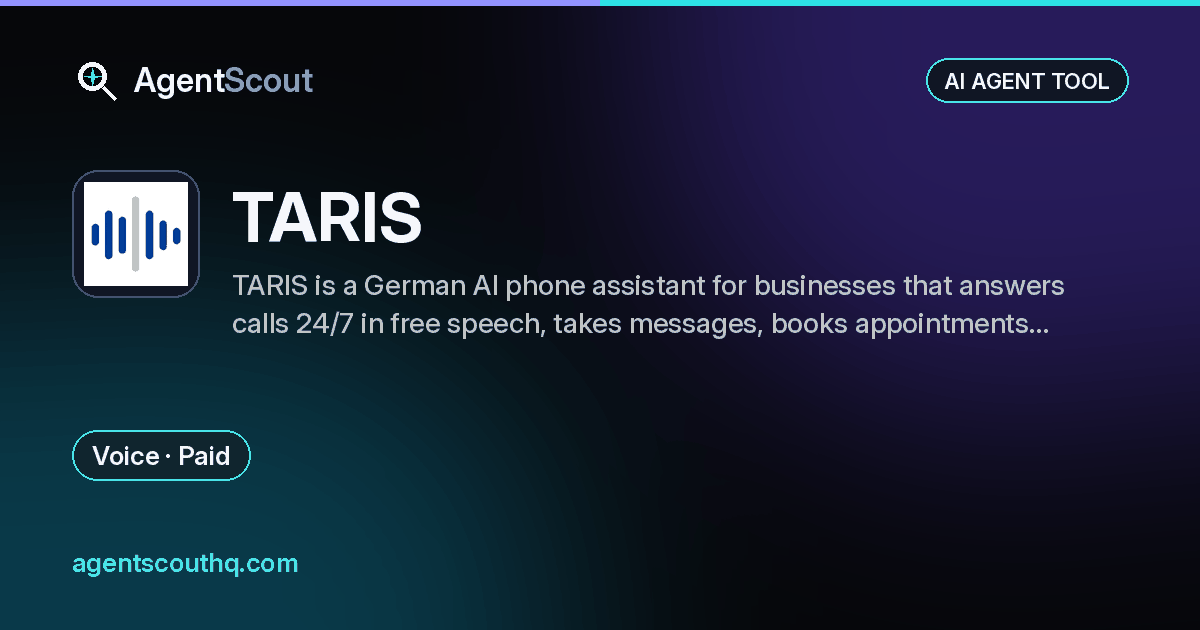 AgentScout
AI AGENT TOOL
TARIS
TARIS is a German AI phone assistant for businesses that answers
calls 24/7 in free speech, takes messages, books appointments...
Voice · Paid
agentscouthq.com